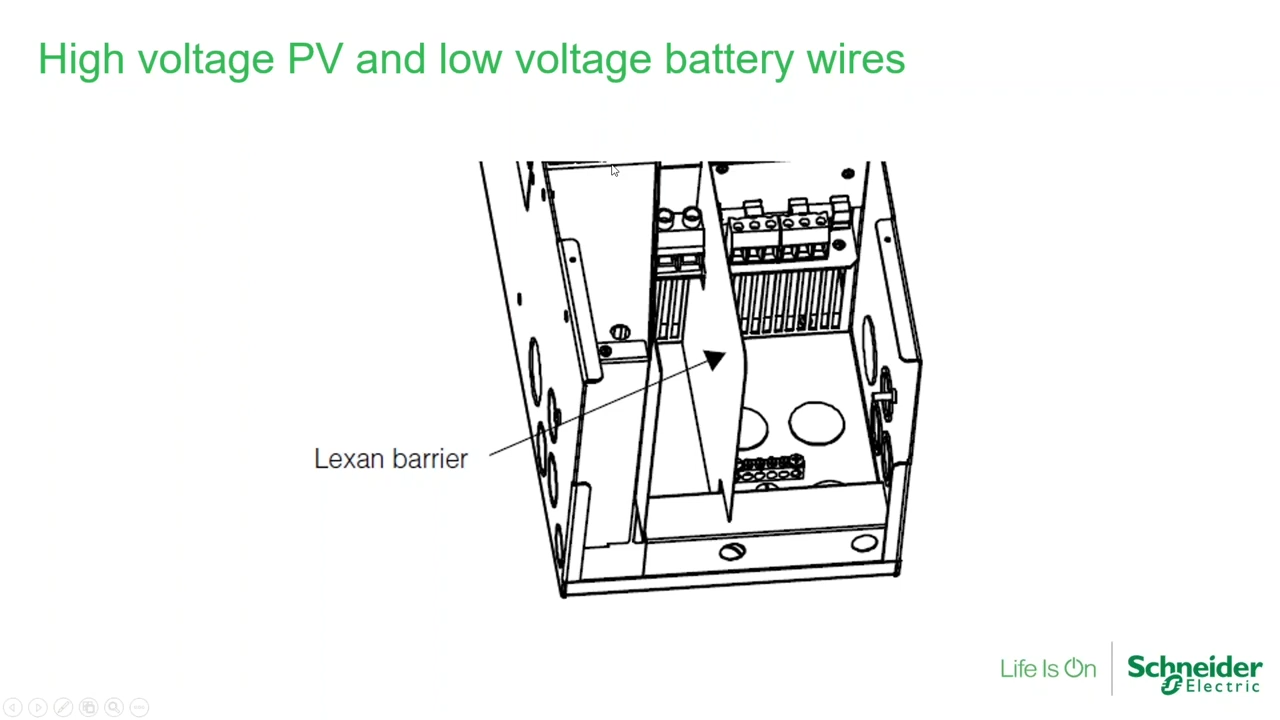 High voltage PV and low voltage battery wires
Lexan barrier
Life Is On
Schneider
Electric